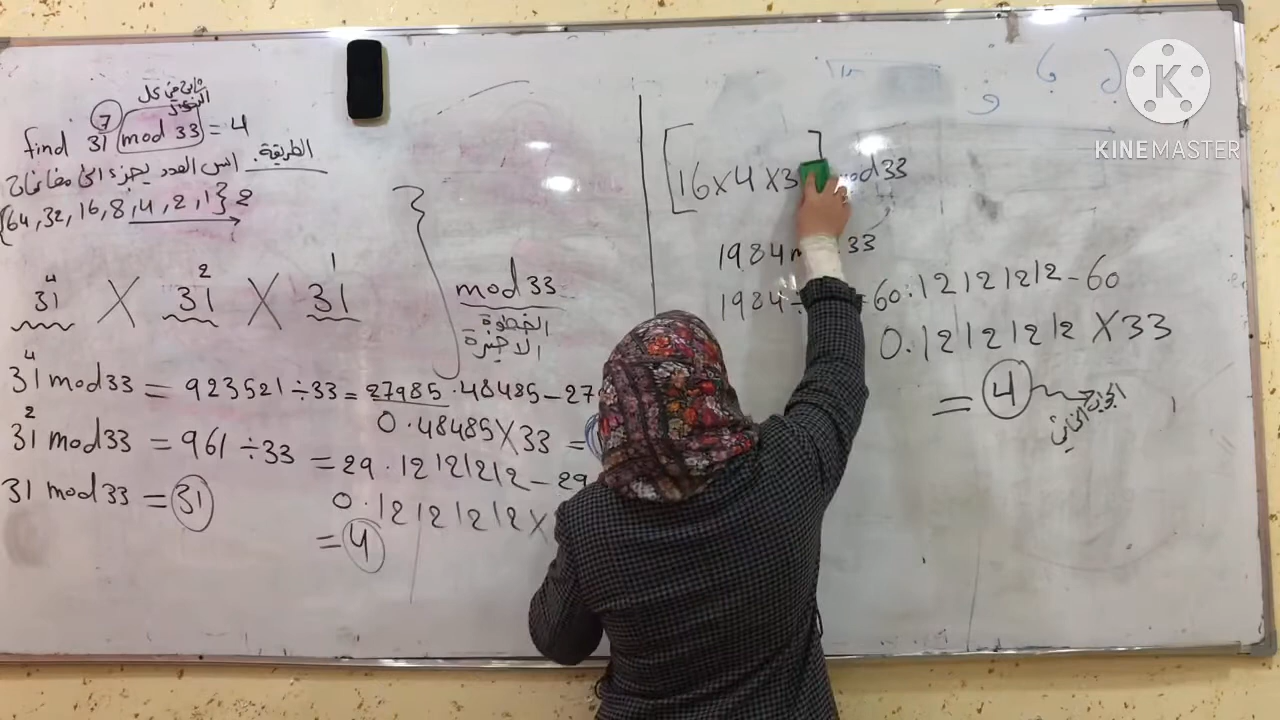 find 31 7 mod 33 = 4
الطريقة. اس العدد يجزء الى مضاعفات
{64, 32, 16, 8, 4, 2, 1} 2
31 4 X 31 2 X 31 1
mod 33
الخطوة
الاخيرة
31 4 mod 33 = 923521 ÷ 33 = 27985.48485 - 27
0.48485 X 33 =
31 2 mod 33 = 961 ÷ 33 = 29.12121212 - 29
0.12121212 X
= 4
31 mod 33 = 31
[16 X 4 X 3 mod 33
1984 m 33
1984 ÷ = 60.12121212 - 60
0.12121212 X 33
= 4
KINEMASTER